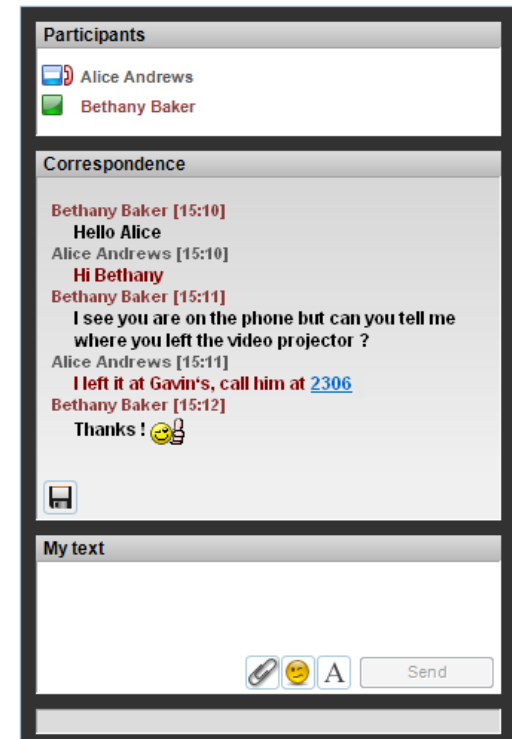 Participants
Alice Andrews
Bethany Baker
Correspondence
Bethany Baker [15:10]
Hello Alice
Alice Andrews [15:10]
Hi Bethany
Bethany Baker [15:11]
I see you are on the phone but can you tell me
where you left the video projector ?
Alice Andrews [15:11]
I left it at Gavin‘s, call him at 2306
Bethany Baker [15:12]
Thanks !
My text
A
Send